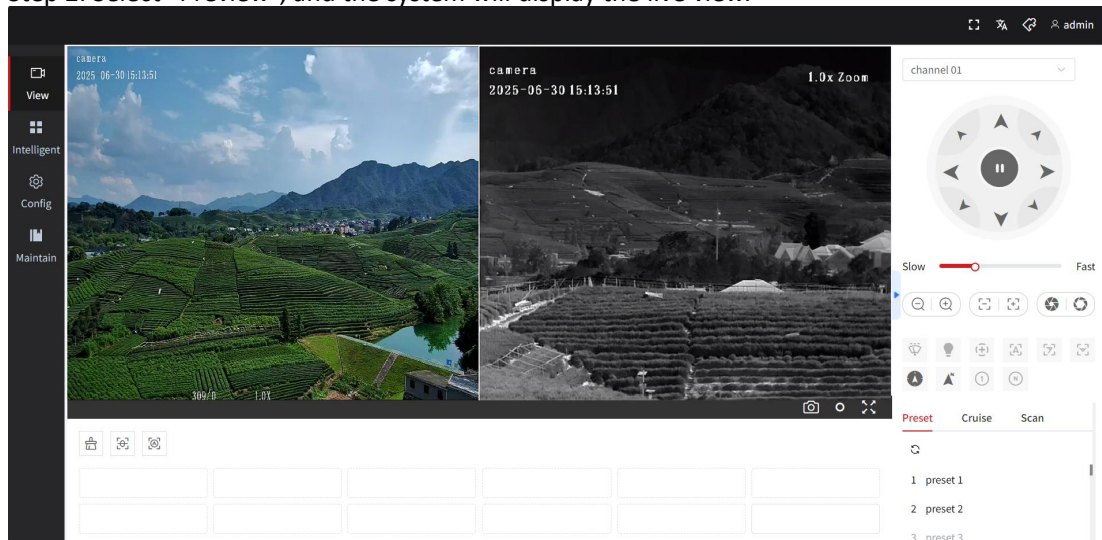 Step 2. Select "Preview", and the system will display the live view.
admin
View
Intelligent
Config
Maintain
camera
2025-06-30 15:13:51
309/0 1.0X
camera
2025-06-30 15:13:51
1.0x Zoom
channel 01
Slow
Fast
Preset Cruise Scan
1 preset 1
2 preset 2
3 preset 3